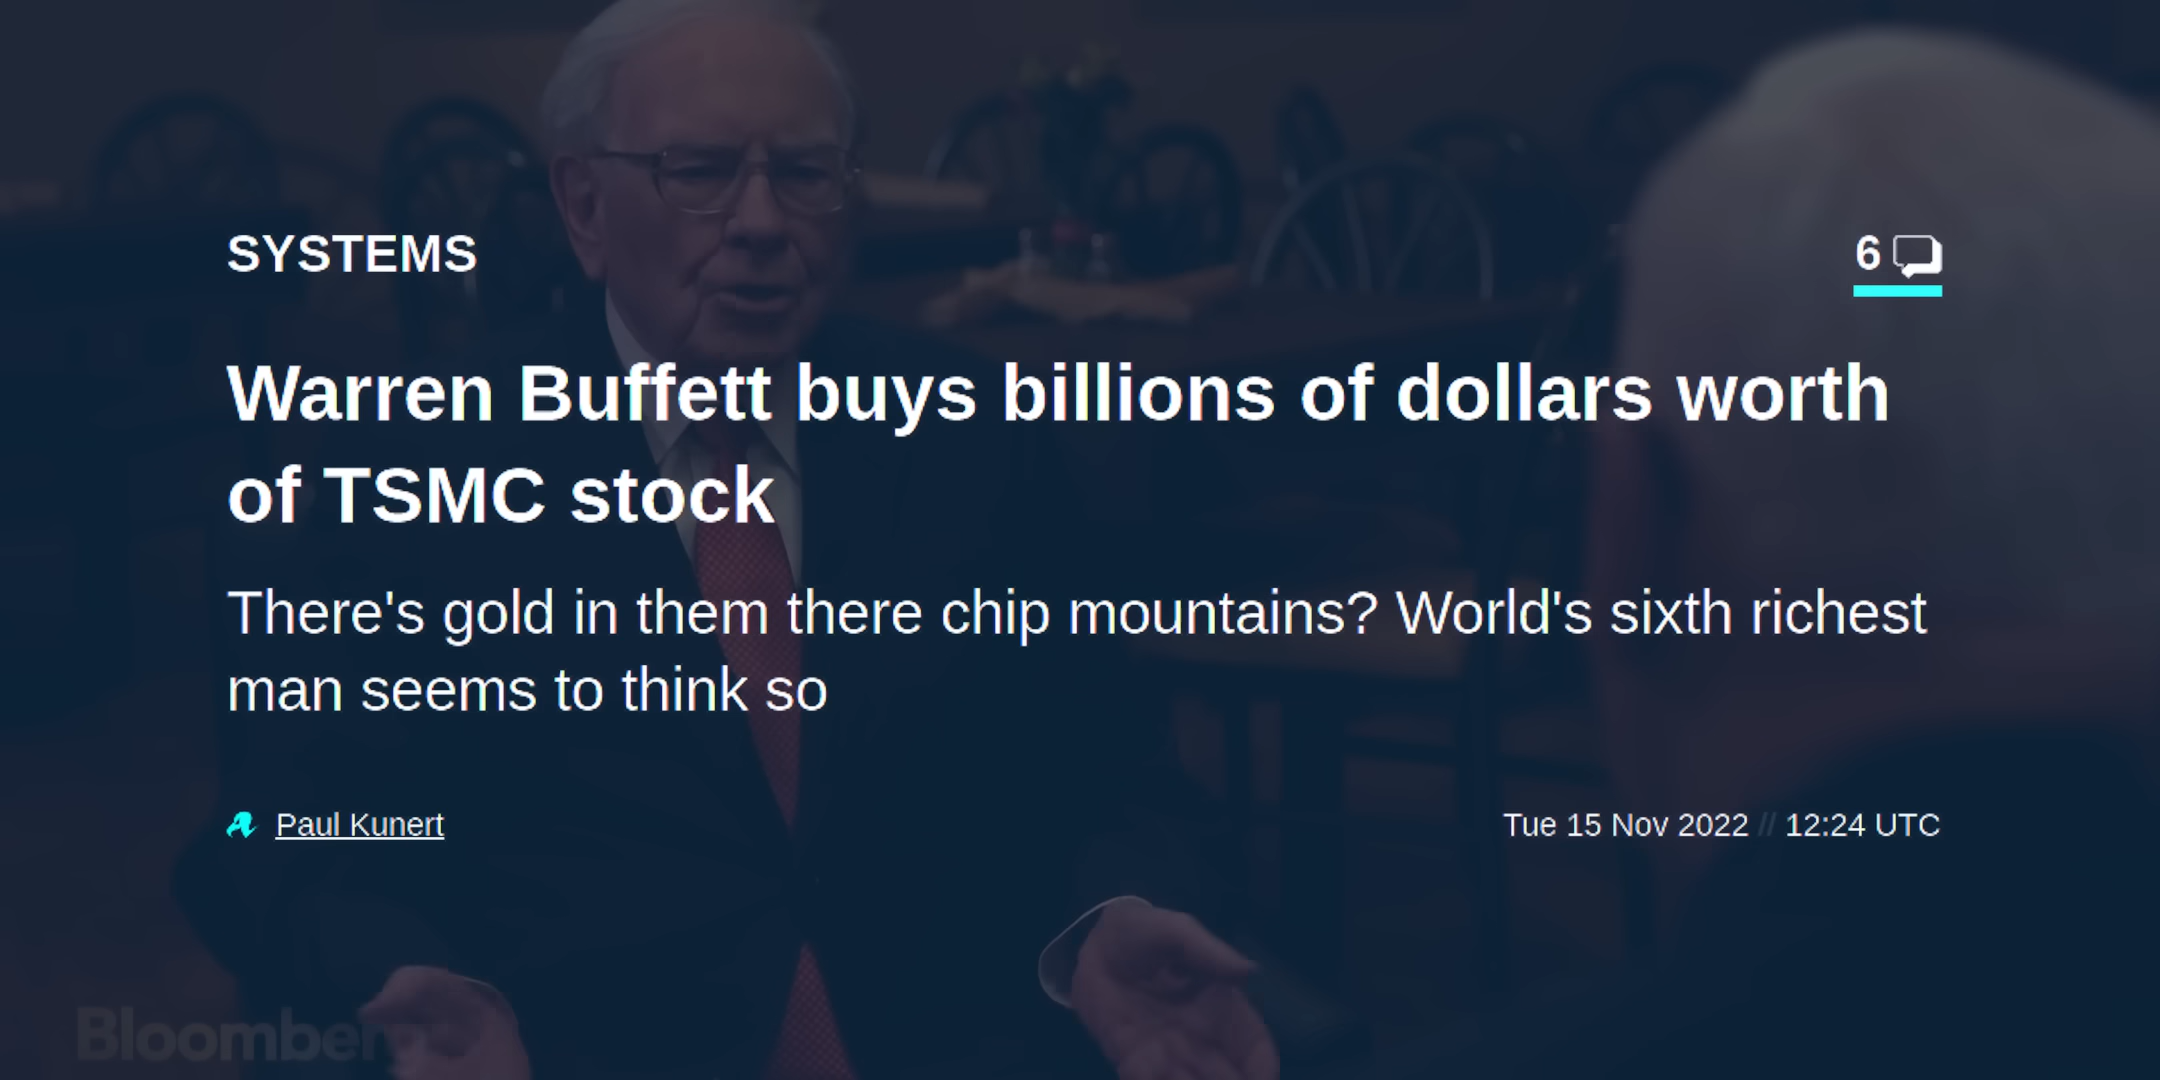 SYSTEMS
6
Warren Buffett buys billions of dollars worth
of TSMC stock
There's gold in them there chip mountains? World's sixth richest
man seems to think so
Paul Kunert
Tue 15 Nov 2022 // 12:24 UTC
Bloomberg